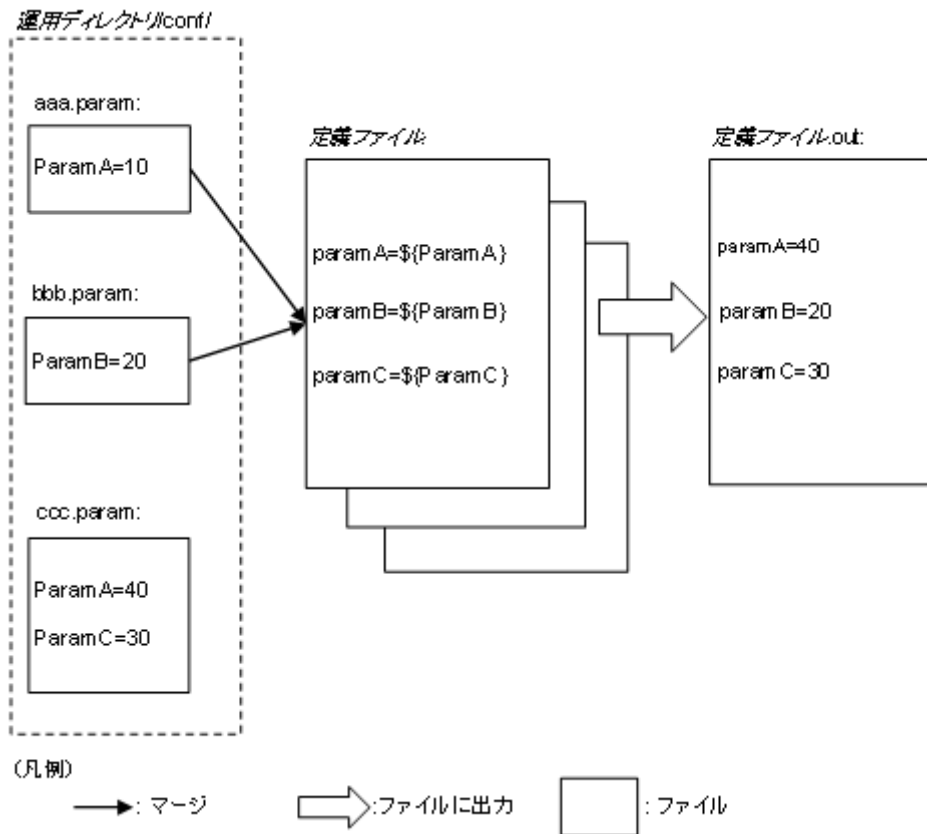 運用ディレクトリ/conf/
aaa.param:
ParamA=10
bbb.param:
ParamB=20
ccc.param:
ParamA=40
ParamC=30
定義ファイル:
paramA=${ParamA}
paramB=${ParamB}
paramC=${ParamC}
定義ファイル.out:
paramA=40
paramB=20
paramC=30
(凡例)
: マージ
:ファイルに出力
: ファイル